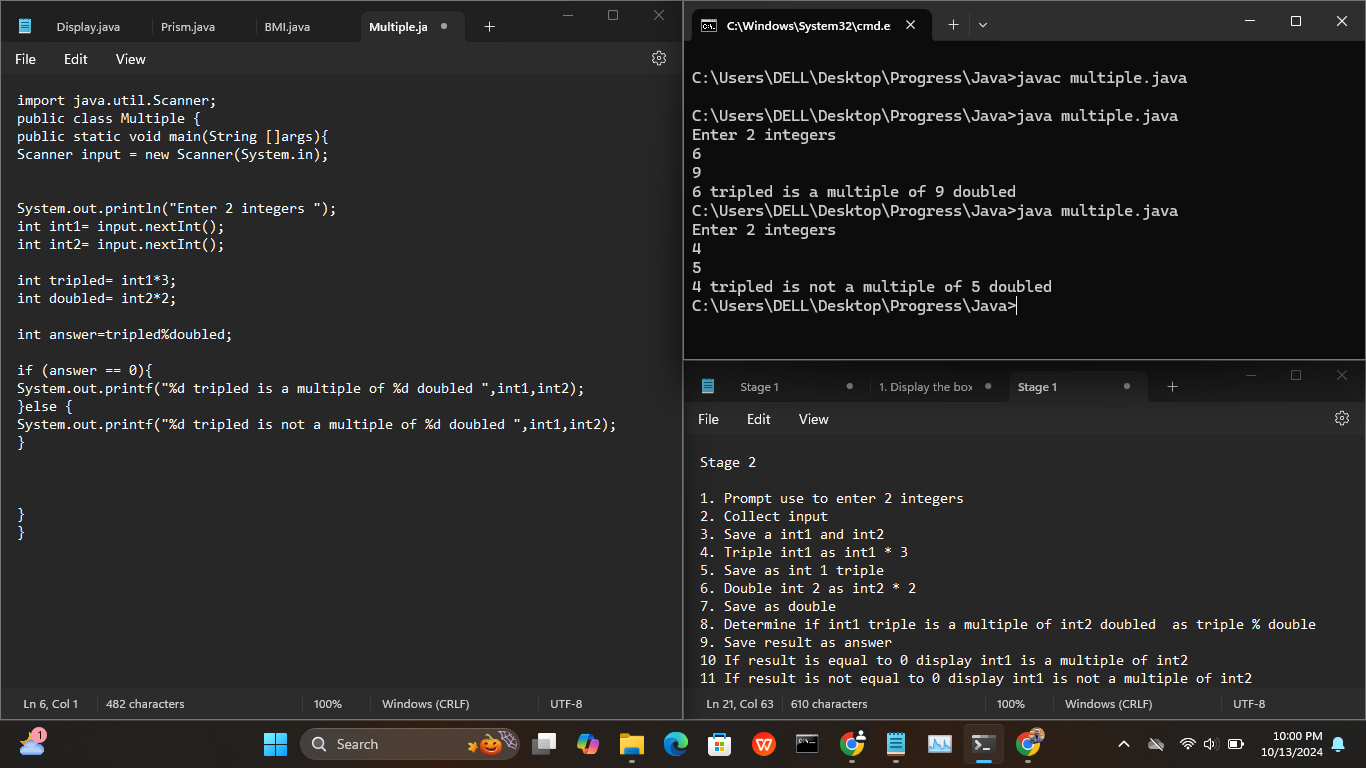 Display.java
Prism.java
BMI.java
Multiple.ja
File
Edit
View
import java.util.Scanner;
public class Multiple {
public static void main(String []args){
Scanner input = new Scanner(System.in);
System.out.println("Enter 2 integers ");
int int1= input.nextInt();
int int2= input.nextInt();
int tripled= int1*3;
int doubled= int2*2;
int answer=tripled%doubled;
if (answer == 0){
System.out.printf("%d tripled is a multiple of %d doubled ",int1,int2);
}else {
System.out.printf("%d tripled is not a multiple of %d doubled ",int1,int2);
}
}
}
Ln 6, Col 1
482 characters
100%
Windows (CRLF)
UTF-8
C:\Windows\System32\cmd.e
C:\Users\DELL\Desktop\Progress\Java>javac multiple.java
C:\Users\DELL\Desktop\Progress\Java>java multiple.java
Enter 2 integers
6
9
6 tripled is a multiple of 9 doubled
C:\Users\DELL\Desktop\Progress\Java>java multiple.java
Enter 2 integers
4
5
4 tripled is not a multiple of 5 doubled
C:\Users\DELL\Desktop\Progress\Java>
Stage 1
1. Display the box
Stage 1
File
Edit
View
Stage 2
1. Prompt use to enter 2 integers
2. Collect input
3. Save a int1 and int2
4. Triple int1 as int1 * 3
5. Save as int 1 triple
6. Double int 2 as int2 * 2
7. Save as double
8. Determine if int1 triple is a multiple of int2 doubled  as triple % double
9. Save result as answer
10 If result is equal to 0 display int1 is a multiple of int2
11 If result is not equal to 0 display int1 is not a multiple of int2
Ln 21, Col 63
610 characters
100%
Windows (CRLF)
UTF-8
1
Search
10:00 PM
10/13/2024